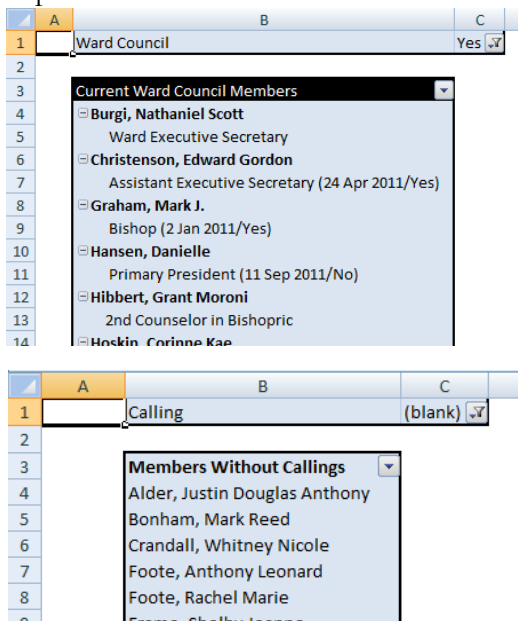 A B C
1 Ward Council Yes
2
3 Current Ward Council Members
4 Burgi, Nathaniel Scott
5 Ward Executive Secretary
6 Christenson, Edward Gordon
7 Assistant Executive Secretary (24 Apr 2011/Yes)
8 Graham, Mark J.
9 Bishop (2 Jan 2011/Yes)
10 Hansen, Danielle
11 Primary President (11 Sep 2011/No)
12 Hibbert, Grant Moroni
13 2nd Counselor in Bishopric
14 Hoskin, Corinne Kae
A B C
1 Calling (blank)
2
3 Members Without Callings
4 Alder, Justin Douglas Anthony
5 Bonham, Mark Reed
6 Crandall, Whitney Nicole
7 Foote, Anthony Leonard
8 Foote, Rachel Marie